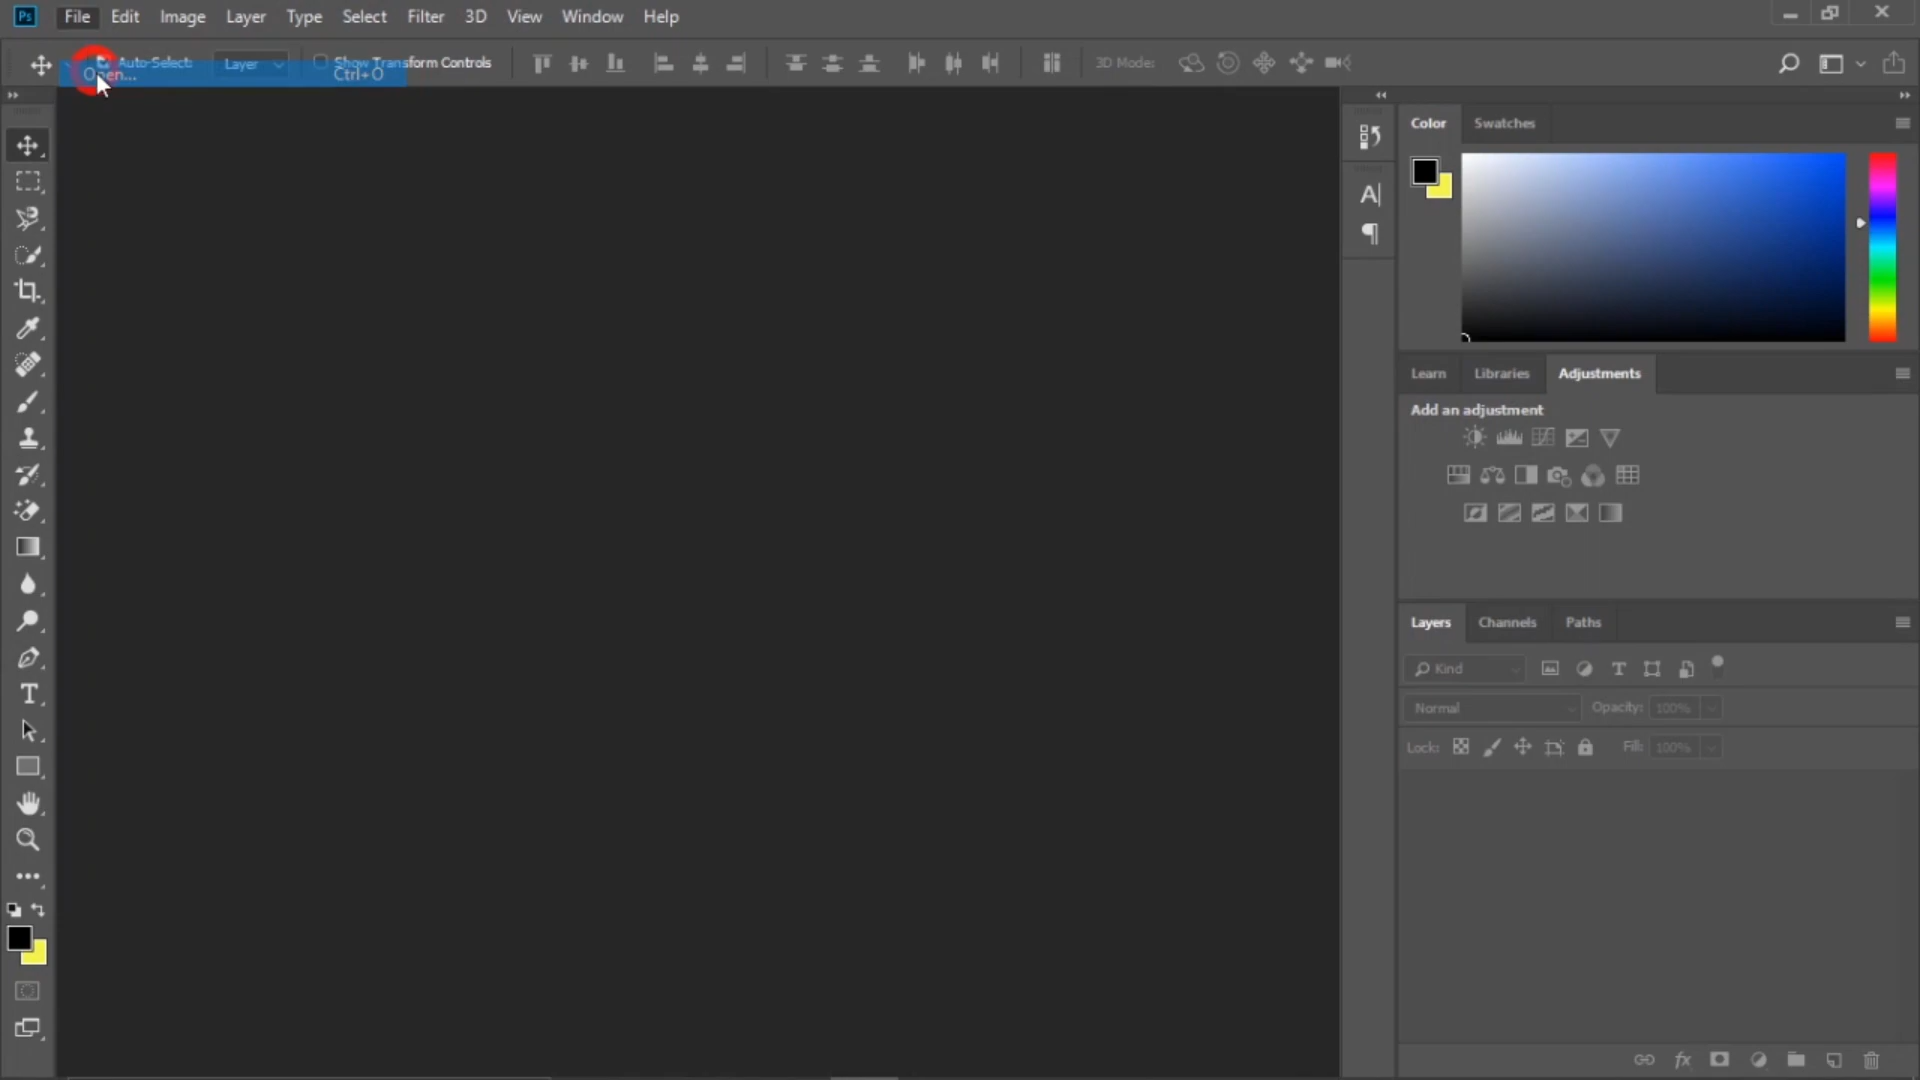 Ps File Edit Image Layer Type Select Filter 3D View Window Help
Auto-Select: Layer Show Transform Controls 3D Mode:
Open... Ctrl+O
Color Swatches
Learn Libraries Adjustments
Add an adjustment
Layers Channels Paths
Kind
Normal Opacity: 100%
Lock: Fill: 100%